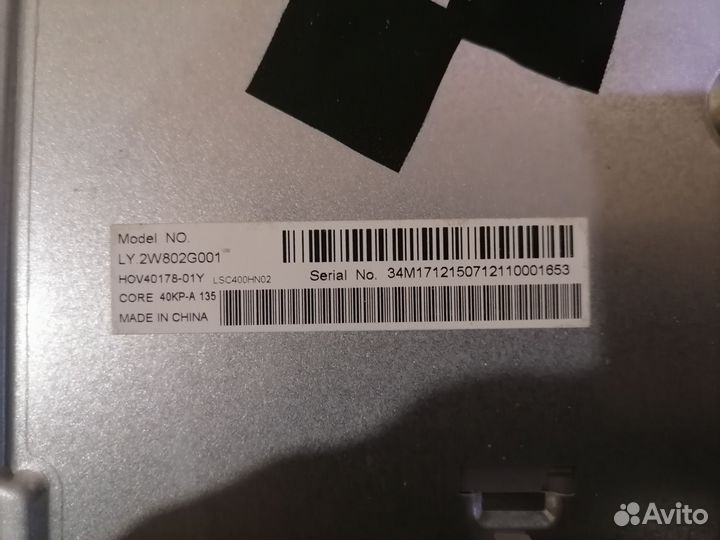 Model NO.
LY.2W802G001
HOV40178-01Y LSC400HN02
Serial No. 34M1712150712110001653
CORE 40KP-A 135
MADE IN CHINA
Avito